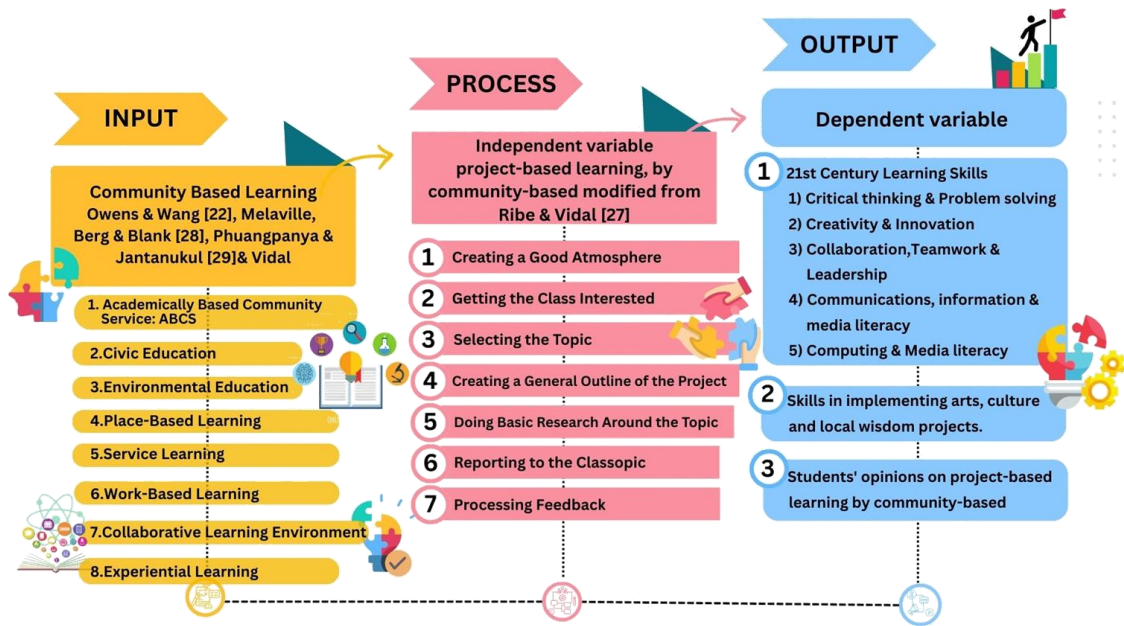 INPUT
Community Based Learning
Owens & Wang [22], Melaville,
Berg & Blank [28], Phuangpanya &
Jantanukul [29]& Vidal
1. Academically Based Community
Service: ABCS
2.Civic Education
3.Environmental Education
4.Place-Based Learning
5.Service Learning
6.Work-Based Learning
7.Collaborative Learning Environment
8.Experiential Learning
PROCESS
Independent variable
project-based learning, by
community-based modified from
Ribe & Vidal [27]
1 Creating a Good Atmosphere
2 Getting the Class Interested
3 Selecting the Topic
4 Creating a General Outline of the Project
5 Doing Basic Research Around the Topic
6 Reporting to the Classopic
7 Processing Feedback
OUTPUT
Dependent variable
1 21st Century Learning Skills
1) Critical thinking & Problem solving
2) Creativity & Innovation
3) Collaboration,Teamwork &
Leadership
4) Communications, information &
media literacy
5) Computing & Media literacy
2 Skills in implementing arts, culture
and local wisdom projects.
3 Students' opinions on project-based
learning by community-based